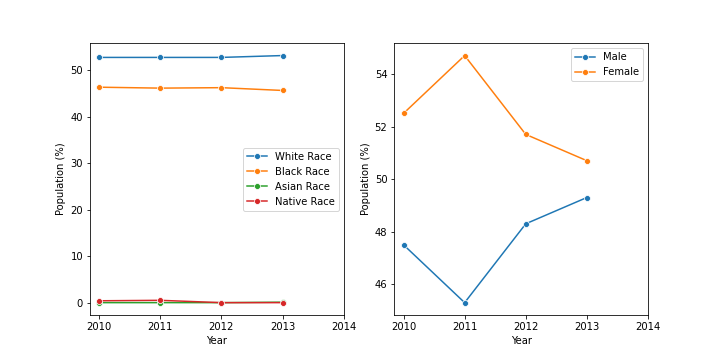 50
40
30
20
10
0
Population (%)
White Race
Black Race
Asian Race
Native Race
2010 2011 2012 2013 2014
Year
54
52
50
48
46
Population (%)
Male
Female
2010 2011 2012 2013 2014
Year